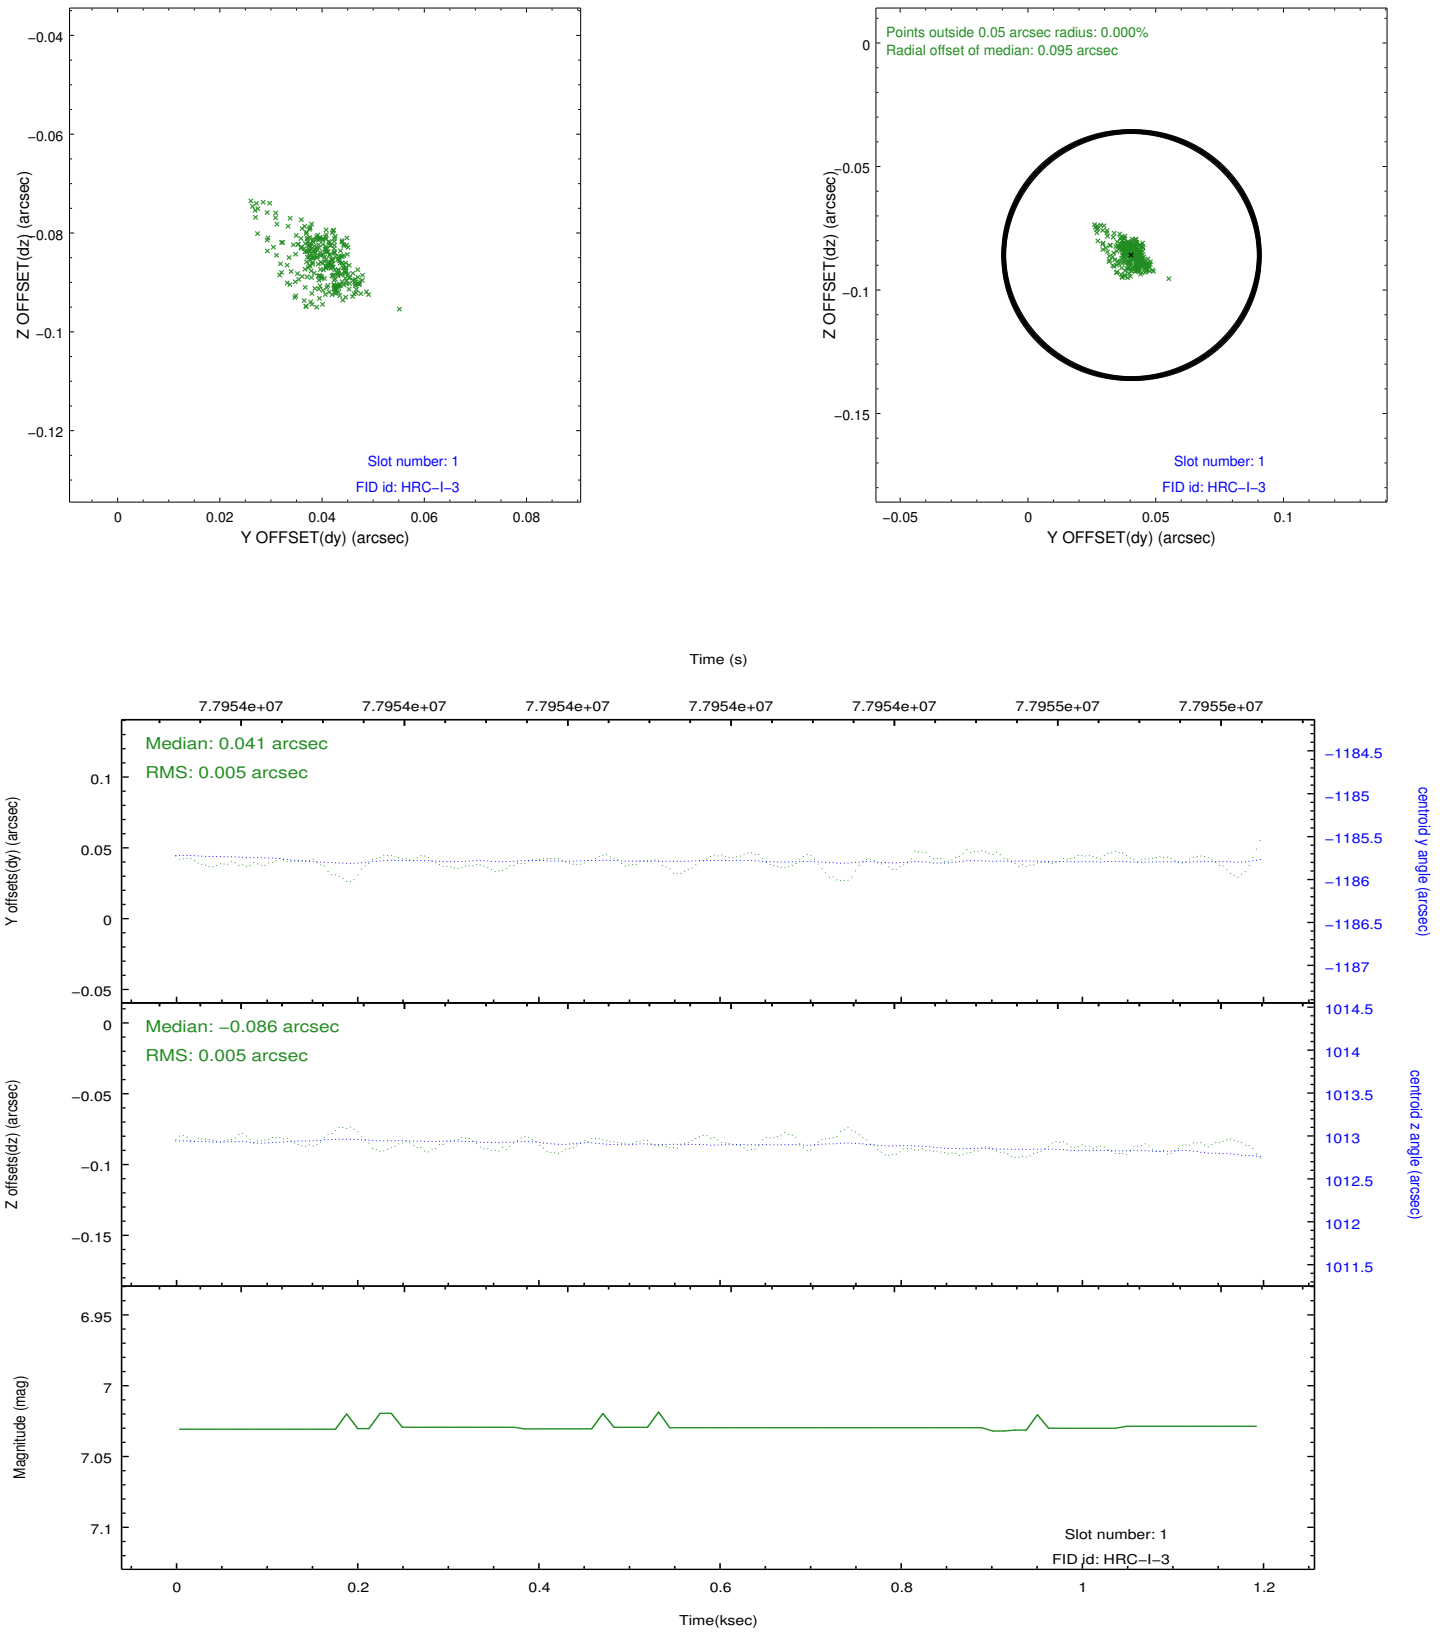 −0.04
−0.06
−0.08
−0.1
−0.12
Z OFFSET(dz) (arcsec)
Slot number: 1
FID id: HRC−I−3
0 0.02 0.04 0.06 0.08
Y OFFSET(dy) (arcsec)
Points outside 0.05 arcsec radius: 0.000%
Radial offset of median: 0.095 arcsec
0
−0.05
−0.1
−0.15
Z OFFSET(dz) (arcsec)
Slot number: 1
FID id: HRC−I−3
−0.05 0 0.05 0.1
Y OFFSET(dy) (arcsec)
Time (s)
7.7954e+07 7.7954e+07 7.7954e+07 7.7954e+07 7.7954e+07 7.7955e+07 7.7955e+07
Median: 0.041 arcsec
RMS: 0.005 arcsec
0.1
0.05
0
−0.05
Y offsets(dy) (arcsec)
−1184.5
−1185
−1185.5
−1186
−1186.5
−1187
centroid y angle (arcsec)
Median: −0.086 arcsec
RMS: 0.005 arcsec
0
−0.05
−0.1
−0.15
Z offsets(dz) (arcsec)
1014.5
1014
1013.5
1013
1012.5
1012
1011.5
centroid z angle (arcsec)
6.95
7
7.05
7.1
Magnitude (mag)
Slot number: 1
FID id: HRC−I−3
0 0.2 0.4 0.6 0.8 1 1.2
Time(ksec)